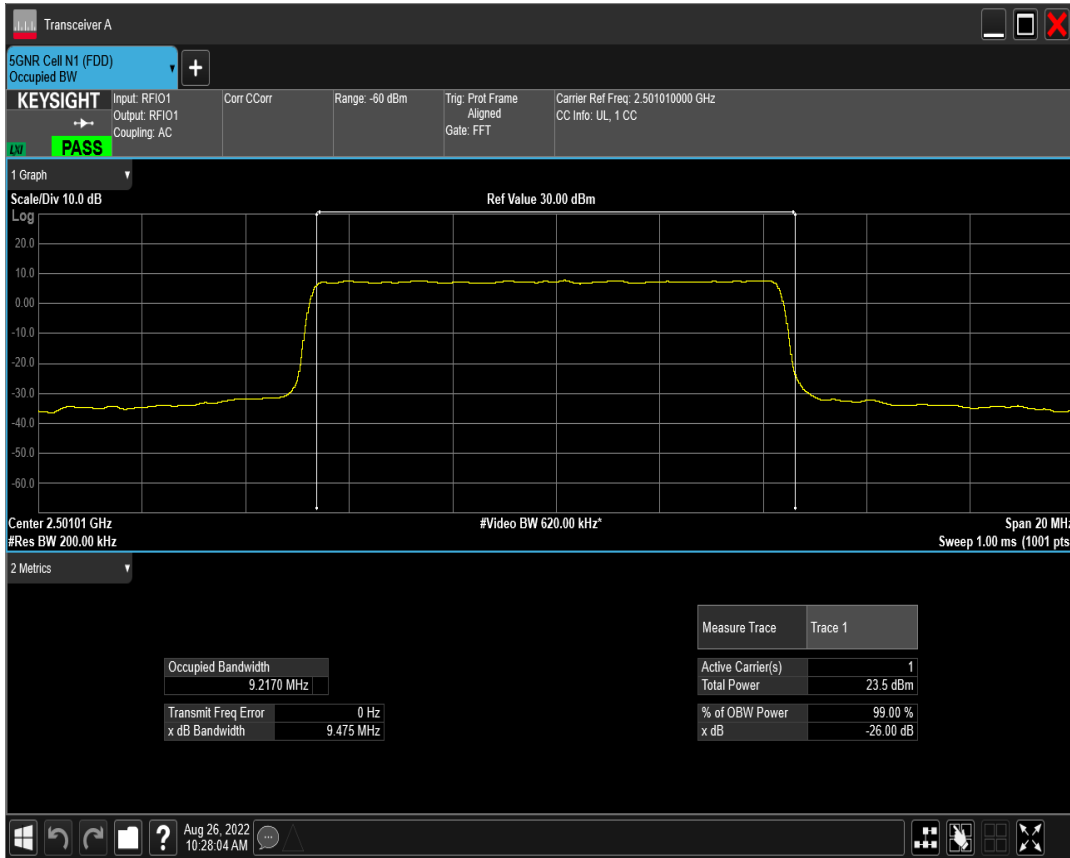 Transceiver A
5GNR Cell N1 (FDD)
Occupied BW
KEYSIGHT
Input: RFIO1
Output: RFIO1
Coupling: AC
Corr CCorr
Range: -60 dBm
Trig: Prot Frame
Aligned
Gate: FFT
Carrier Ref Freq: 2.501010000 GHz
CC Info: UL, 1 CC
LXI
PASS
1 Graph
Scale/Div 10.0 dB
Ref Value 30.00 dBm
Log
20.0
10.0
0.00
-10.0
-20.0
-30.0
-40.0
-50.0
-60.0
Center 2.50101 GHz
#Video BW 620.00 kHz*
Span 20 MHz
#Res BW 200.00 kHz
Sweep 1.00 ms (1001 pts
2 Metrics
Measure Trace Trace 1
Occupied Bandwidth
9.2170 MHz
Active Carrier(s) 1
Total Power 23.5 dBm
Transmit Freq Error 0 Hz
x dB Bandwidth 9.475 MHz
% of OBW Power 99.00 %
x dB -26.00 dB
?
Aug 26, 2022
10:28:04 AM